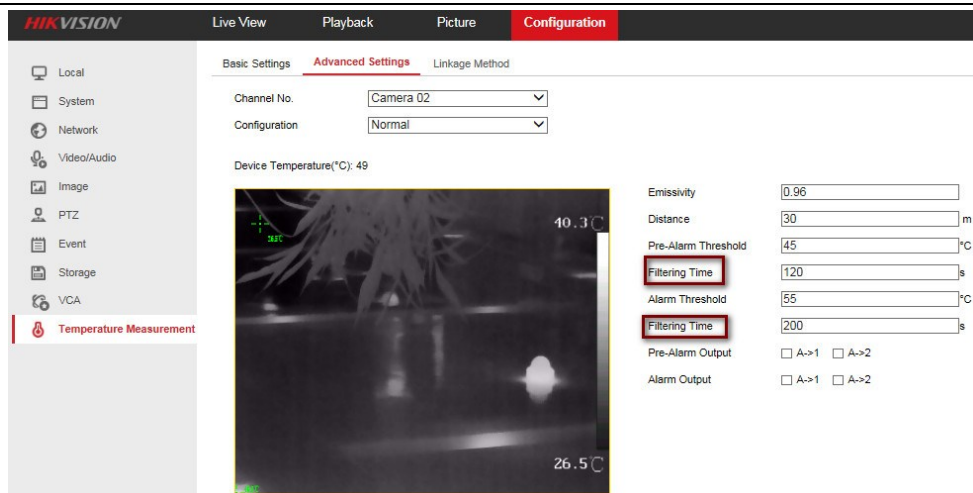 HIKVISION
Live View Playback Picture Configuration
Local
System
Network
Video/Audio
Image
PTZ
Event
Storage
VCA
Temperature Measurement
Basic Settings Advanced Settings Linkage Method
Channel No. Camera 02
Configuration Normal
Device Temperature(°C): 49
40.3℃
26.5℃
Emissivity 0.96
Distance 30 m
Pre-Alarm Threshold 45 °C
Filtering Time 120 s
Alarm Threshold 55 °C
Filtering Time 200 s
Pre-Alarm Output A->1 A->2
Alarm Output A->1 A->2